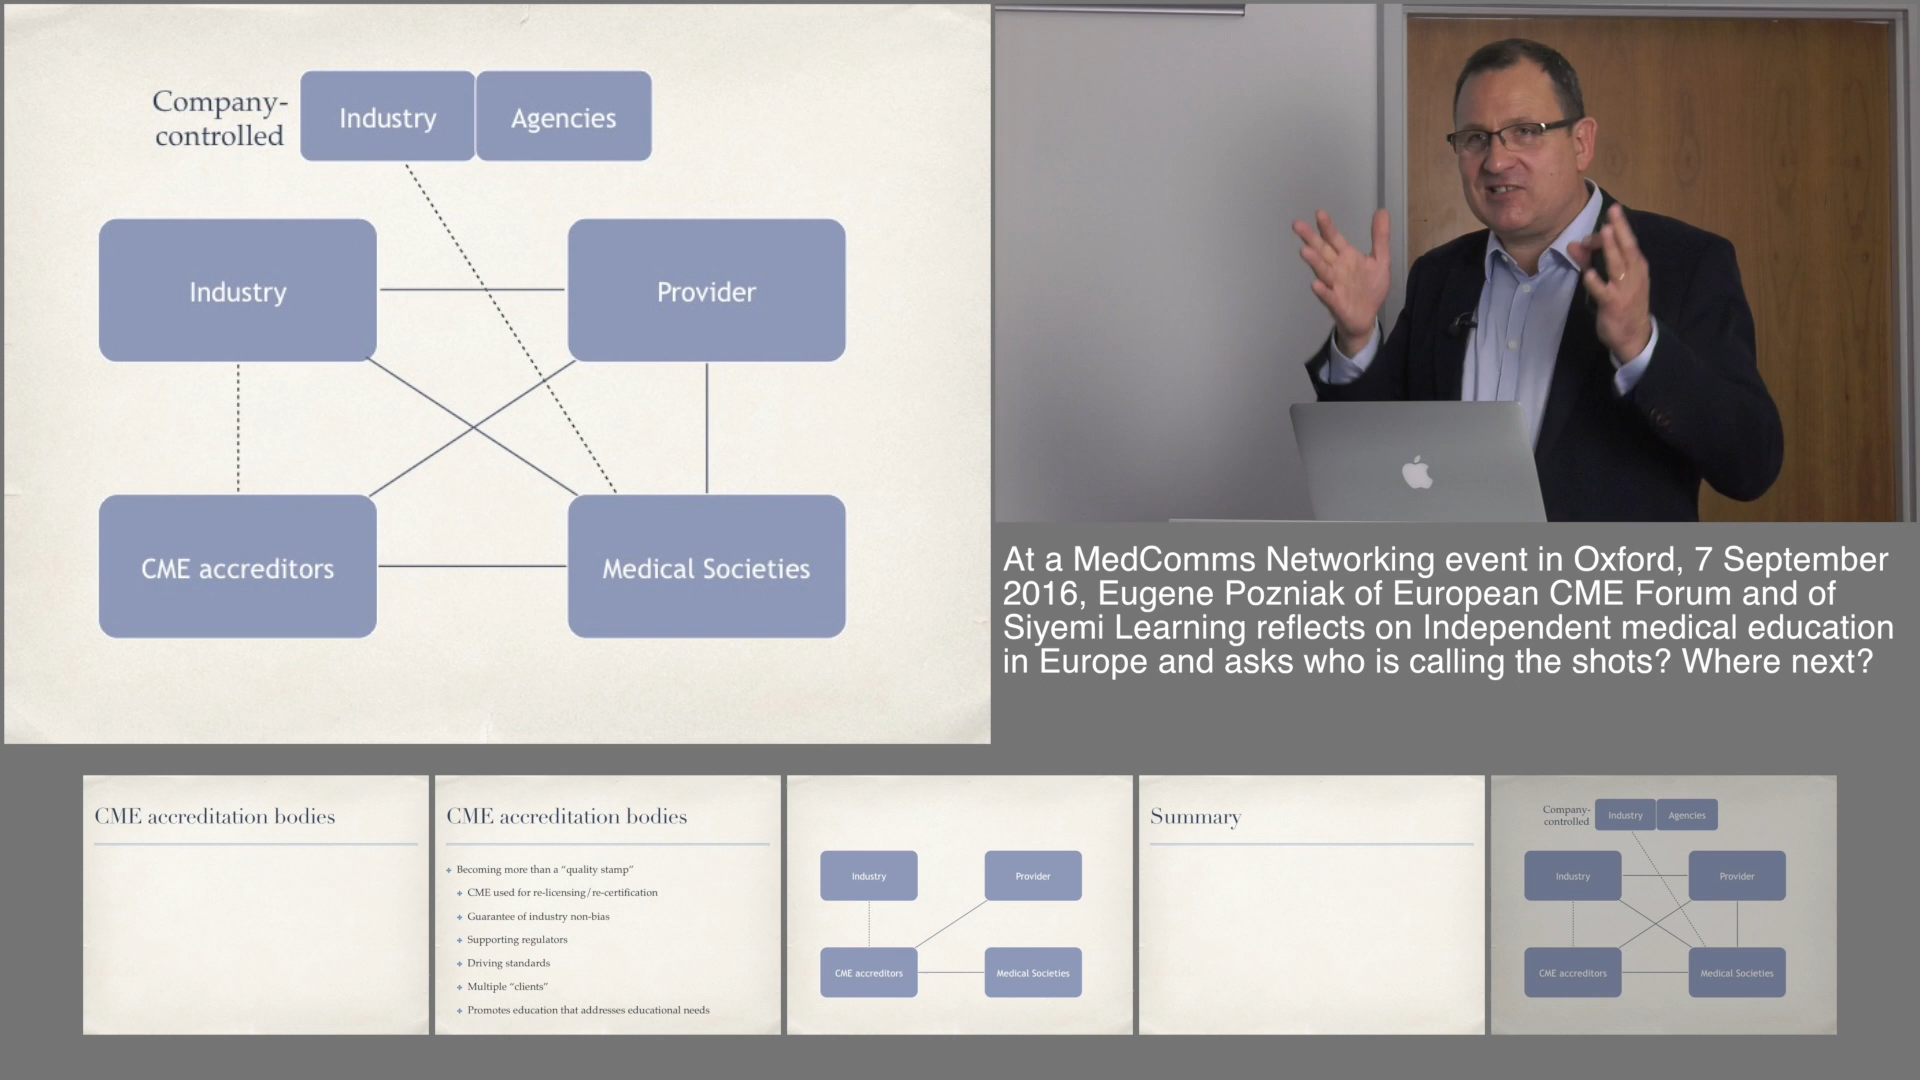 Company-
controlled
Industry
Agencies
Industry
Provider
CME accreditors
Medical Societies
At a MedComms Networking event in Oxford, 7 September
2016, Eugene Pozniak of European CME Forum and of
Siyemi Learning reflects on Independent medical education
in Europe and asks who is calling the shots? Where next?
CME accreditation bodies
CME accreditation bodies
Becoming more than a “quality stamp”
CME used for re-licensing/re-certification
Guarantee of industry non-bias
Supporting regulators
Driving standards
Multiple “clients”
Promotes education that addresses educational needs
Industry
Provider
CME accreditors
Medical Societies
Summary
Company-
controlled
Industry
Agencies
Industry
Provider
CME accreditors
Medical Societies